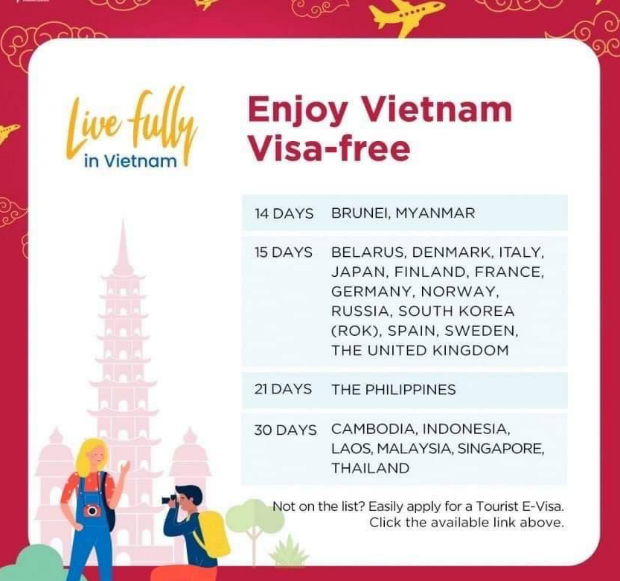 Live fully
in Vietnam
Enjoy Vietnam
Visa-free
14 DAYS BRUNEI, MYANMAR
15 DAYS BELARUS, DENMARK, ITALY,
JAPAN, FINLAND, FRANCE,
GERMANY, NORWAY,
RUSSIA, SOUTH KOREA
(ROK), SPAIN, SWEDEN,
THE UNITED KINGDOM
21 DAYS THE PHILIPPINES
30 DAYS CAMBODIA, INDONESIA,
LAOS, MALAYSIA, SINGAPORE,
THAILAND
Not on the list? Easily apply for a Tourist E-Visa.
Click the available link above.